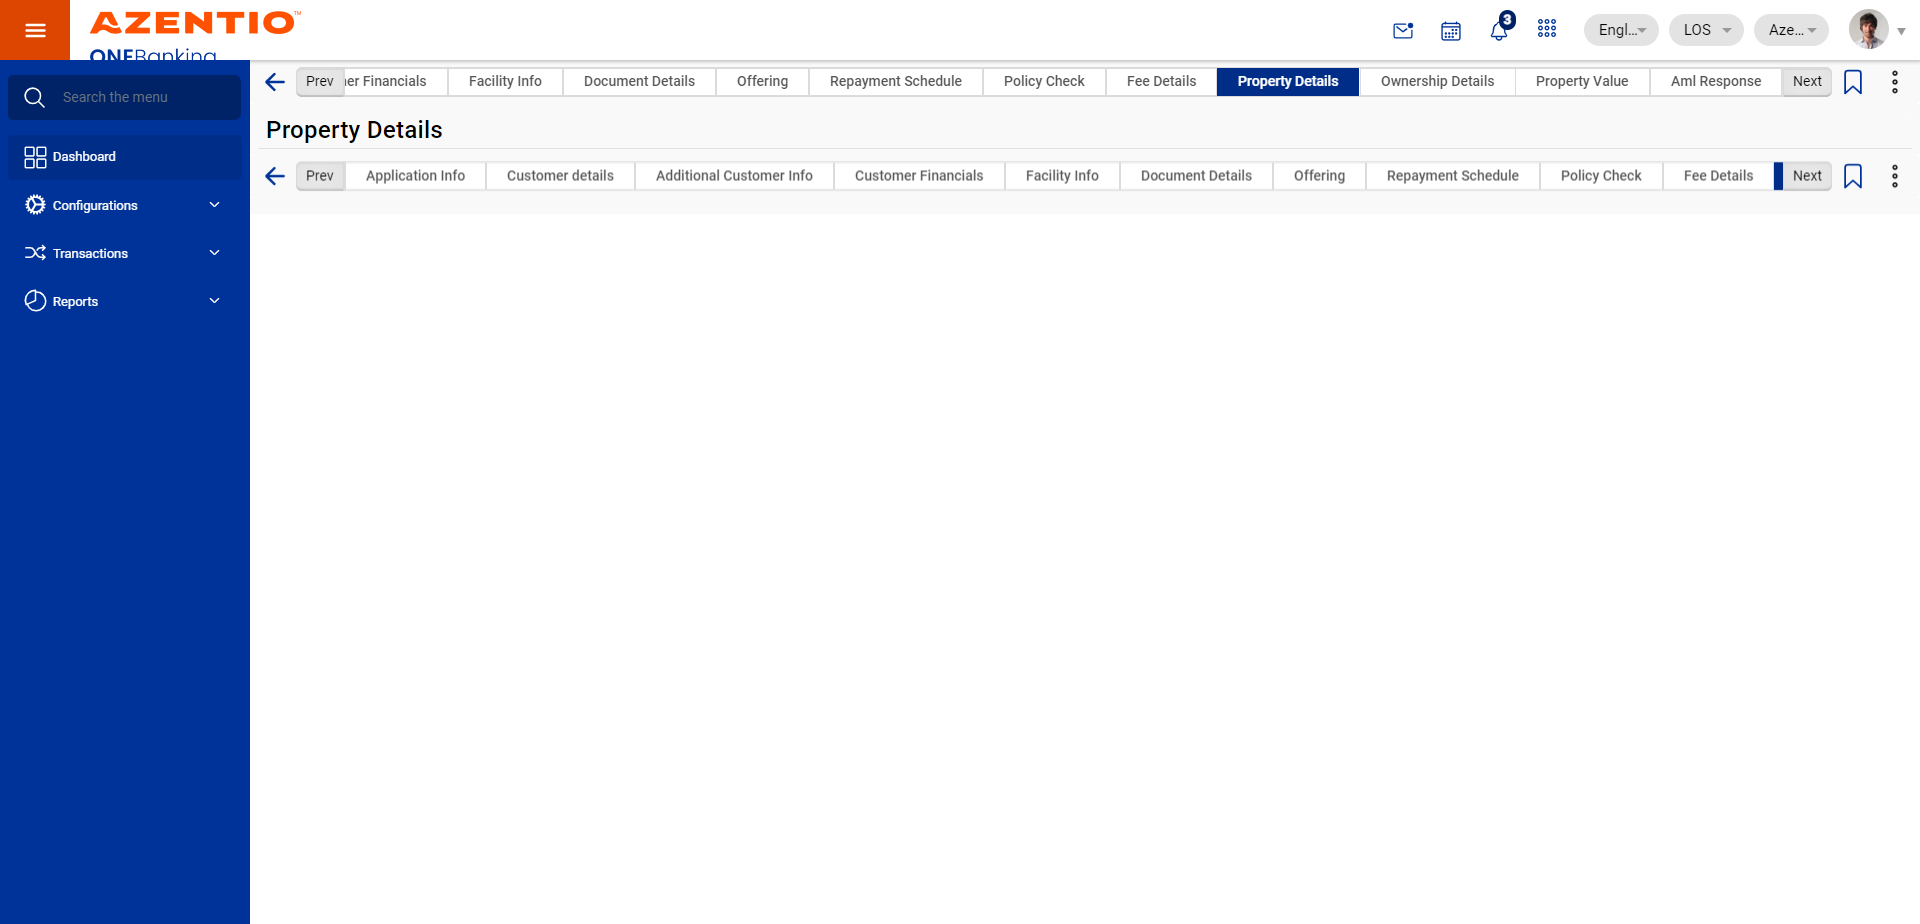 AZENTIO™
ONEBanking
3
Engl...
LOS
Aze...
Search the menu
Dashboard
Configurations
Transactions
Reports
Prev
er Financials
Facility Info
Document Details
Offering
Repayment Schedule
Policy Check
Fee Details
Property Details
Ownership Details
Property Value
Aml Response
Next
Property Details
Prev
Application Info
Customer details
Additional Customer Info
Customer Financials
Facility Info
Document Details
Offering
Repayment Schedule
Policy Check
Fee Details
Next